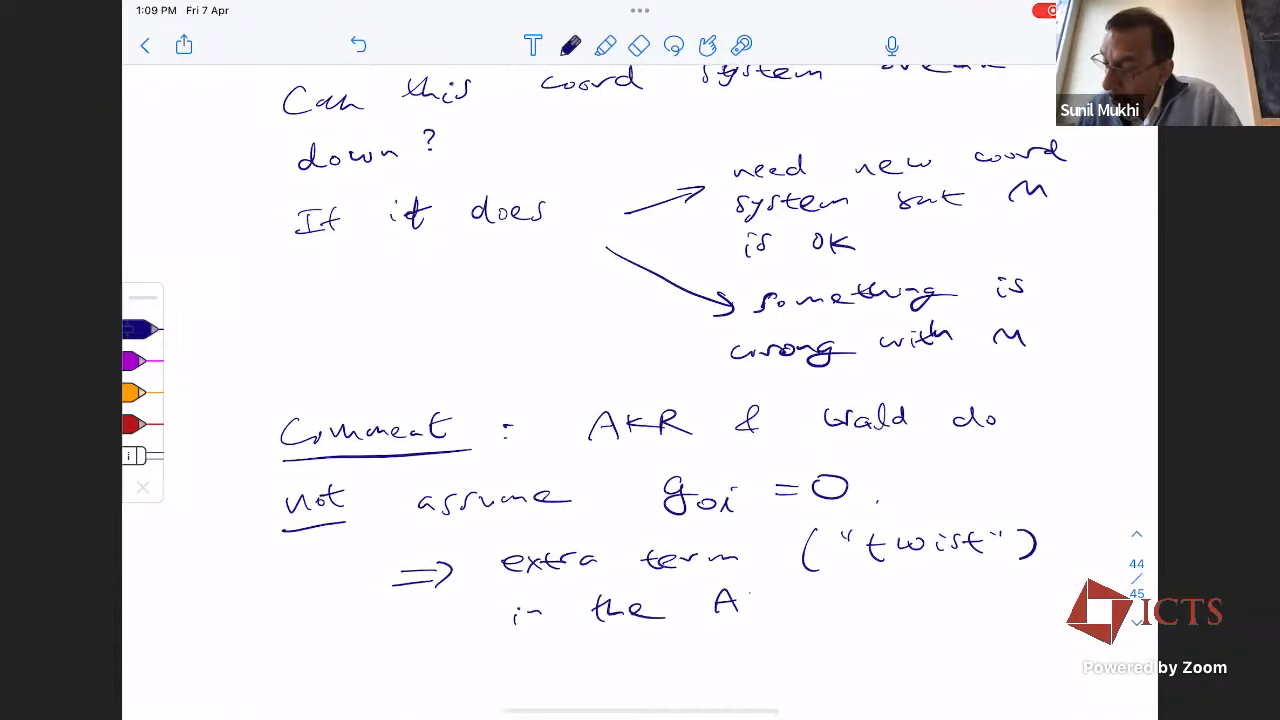 1:09 PM Fri 7 Apr
Sunil Mukhi
Can this coord system break
down?
If it does
need new coord
system but M
is OK
something is
wrong with M
Comment : AKR & Wald do
not assume g₀ᵢ = 0.
⇒ extra term ("twist")
in the A
44
/
45
ICTS
Powered by Zoom